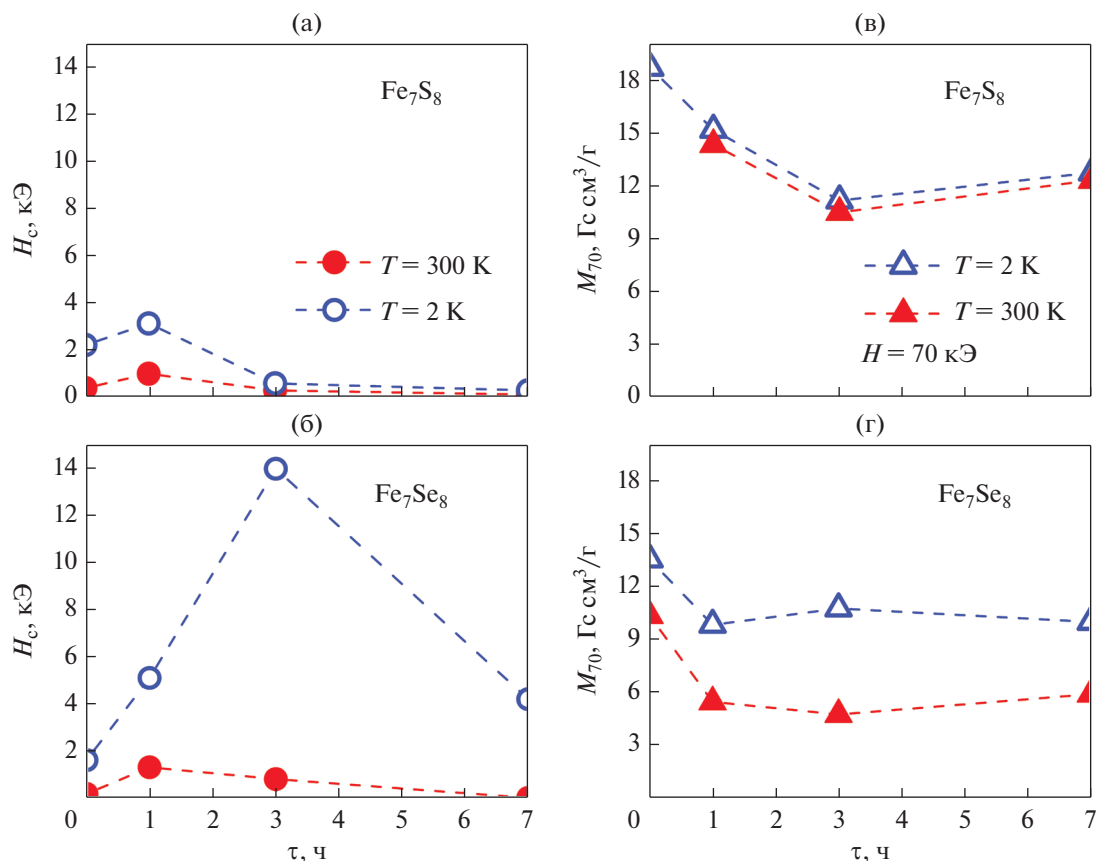 (а)
14
12
10
8
6
4
2
0
H_c, кЭ
Fe₇S₈
T = 300 K
T = 2 K
(в)
18
15
12
9
6
3
0
M₇₀, Гс см³/г
Fe₇S₈
T = 2 K
T = 300 K
H = 70 кЭ
(б)
14
12
10
8
6
4
2
H_c, кЭ
Fe₇Se₈
0 1 2 3 4 5 6 7
τ, ч
(г)
18
15
12
9
6
3
M₇₀, Гс см³/г
Fe₇Se₈
0 1 2 3 4 5 6 7
τ, ч